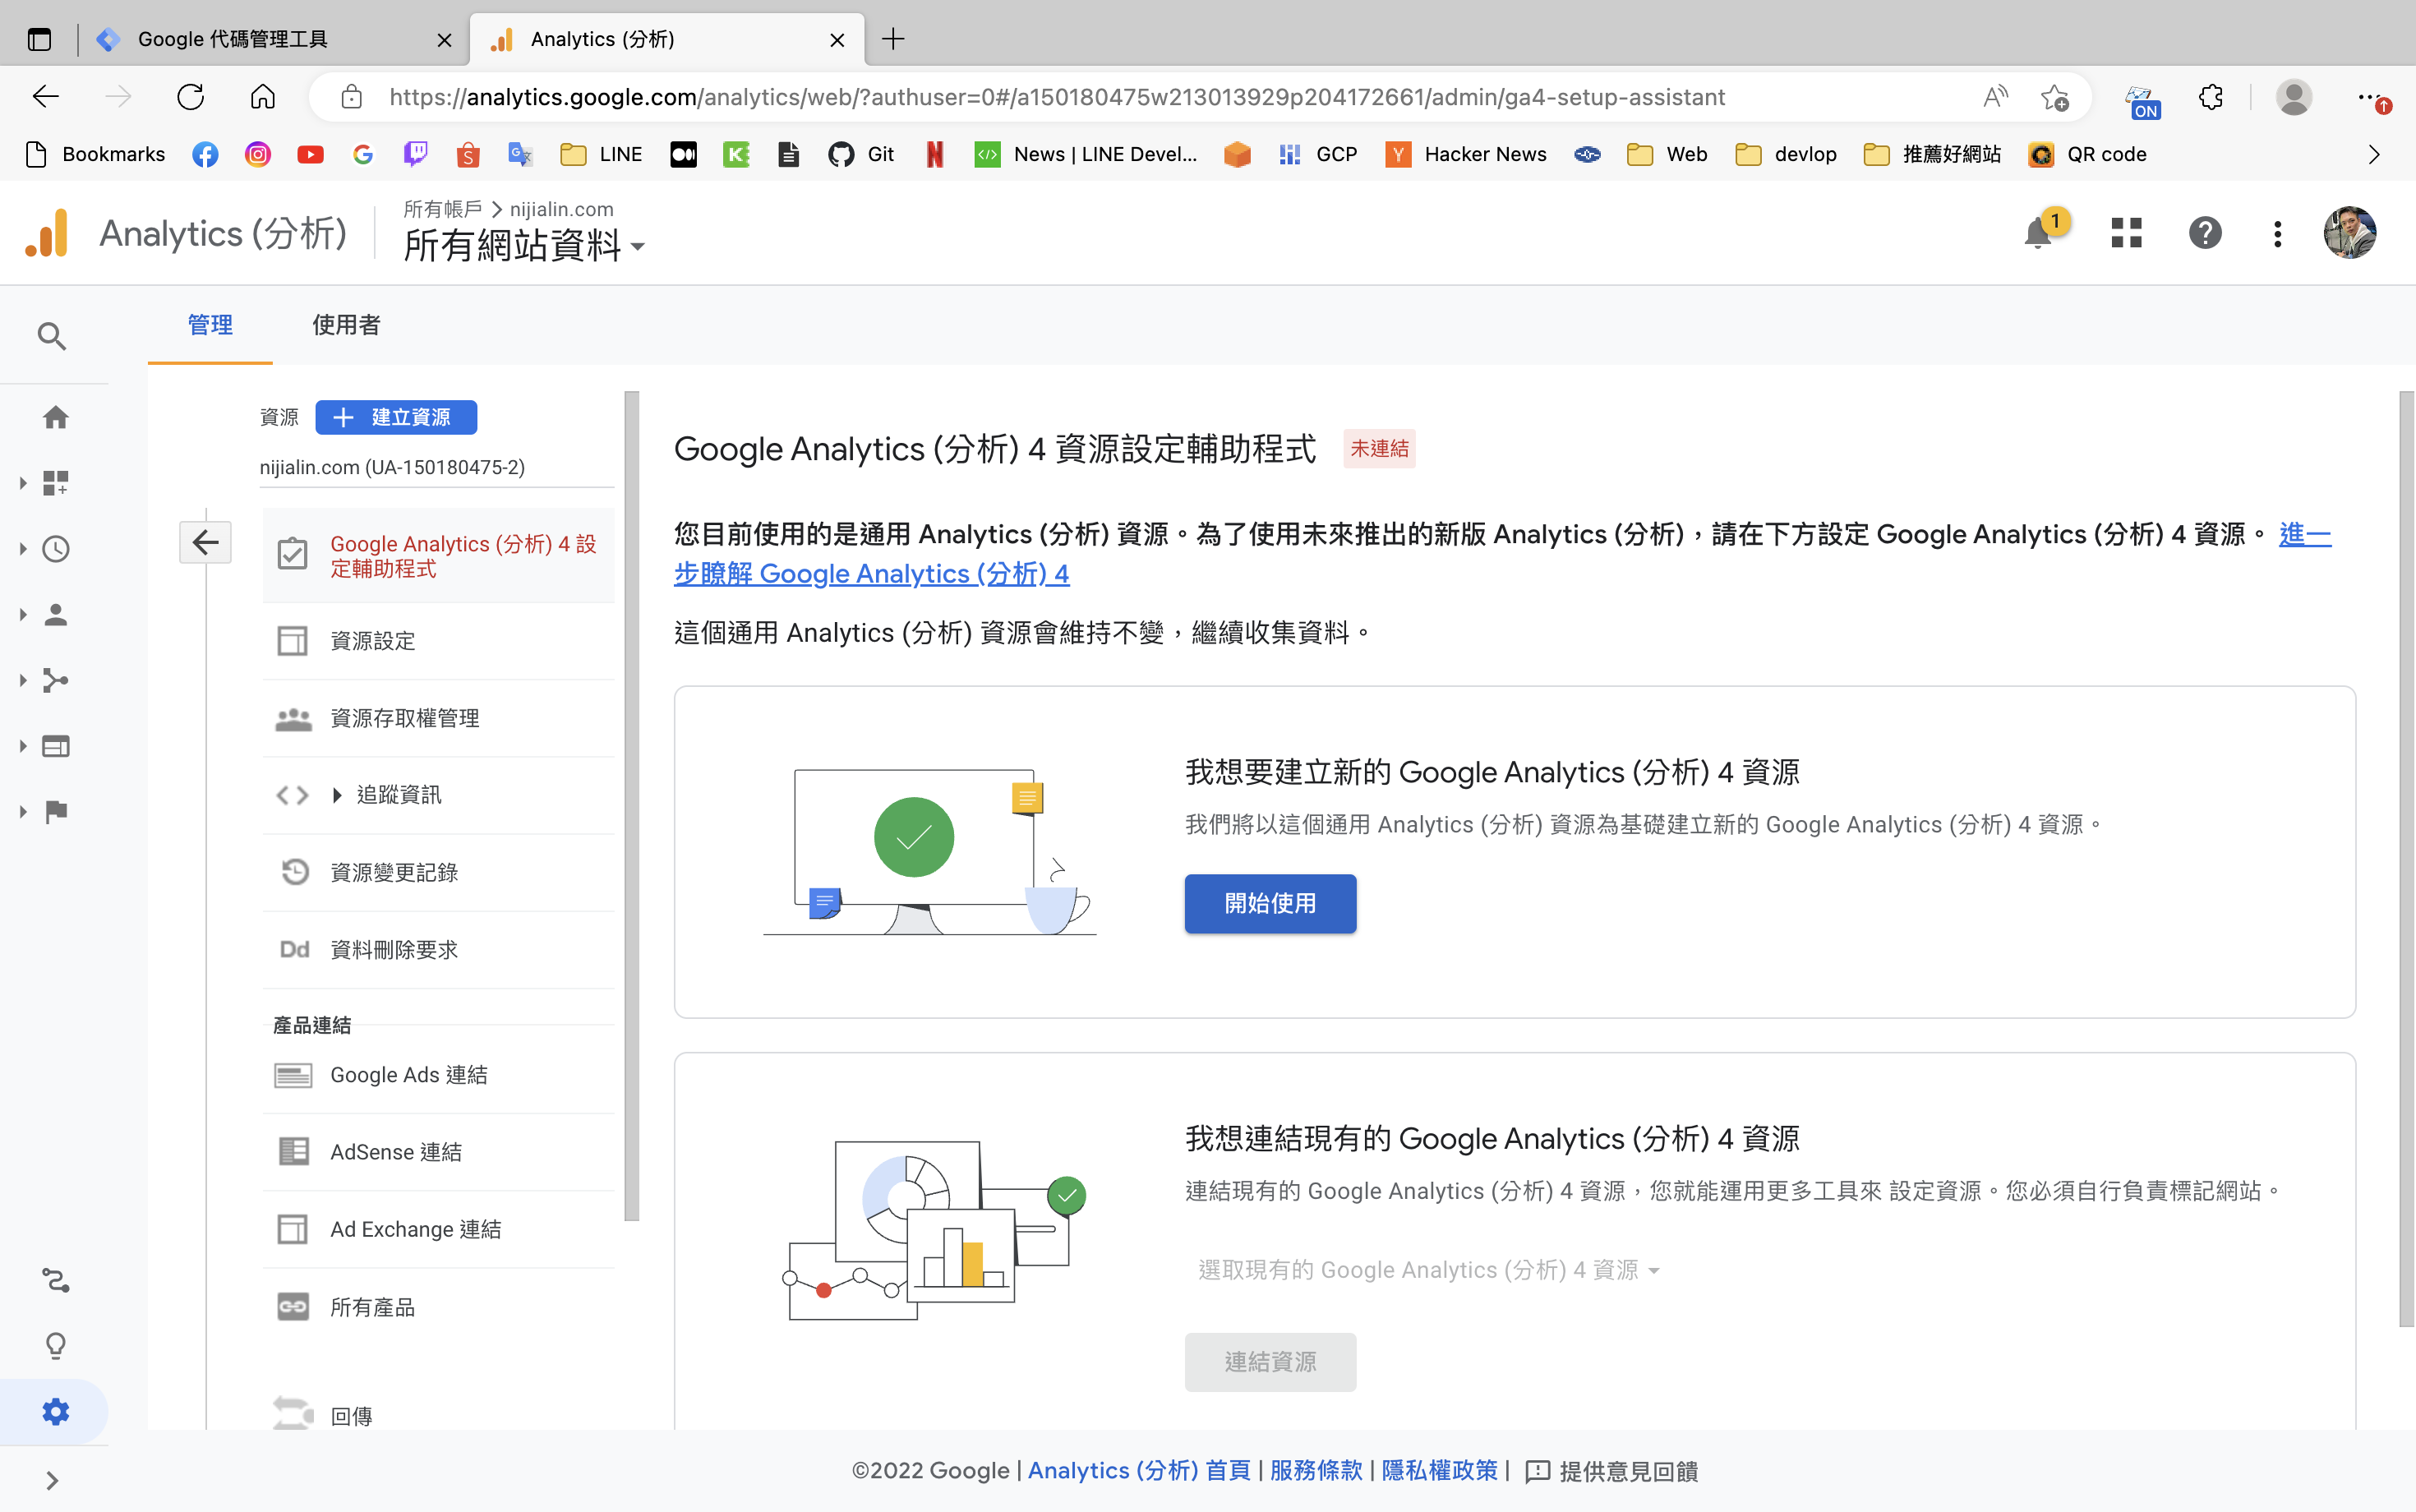 Google 代碼管理工具
Analytics (分析)
https://analytics.google.com/analytics/web/?authuser=0#/a150180475w213013929p204172661/admin/ga4-setup-assistant
ON
Bookmarks
LINE
Git
News | LINE Devel...
GCP
Hacker News
Web
devlop
推薦好網站
QR code
Analytics (分析)
所有帳戶 > nijialin.com
所有網站資料
1
管理
使用者
資源
建立資源
nijialin.com (UA-150180475-2)
Google Analytics (分析) 4 設
定輔助程式
資源設定
資源存取權管理
追蹤資訊
資源變更記錄
Dd 資料刪除要求
產品連結
Google Ads 連結
AdSense 連結
Ad Exchange 連結
所有產品
回傳
Google Analytics (分析) 4 資源設定輔助程式
未連結
您目前使用的是通用 Analytics (分析) 資源。為了使用未來推出的新版 Analytics (分析)，請在下方設定 Google Analytics (分析) 4 資源。 進一
步瞭解 Google Analytics (分析) 4
這個通用 Analytics (分析) 資源會維持不變，繼續收集資料。
我想要建立新的 Google Analytics (分析) 4 資源
我們將以這個通用 Analytics (分析) 資源為基礎建立新的 Google Analytics (分析) 4 資源。
開始使用
我想連結現有的 Google Analytics (分析) 4 資源
連結現有的 Google Analytics (分析) 4 資源，您就能運用更多工具來 設定資源。您必須自行負責標記網站。
選取現有的 Google Analytics (分析) 4 資源
連結資源
©2022 Google | Analytics (分析) 首頁 | 服務條款 | 隱私權政策 | 提供意見回饋